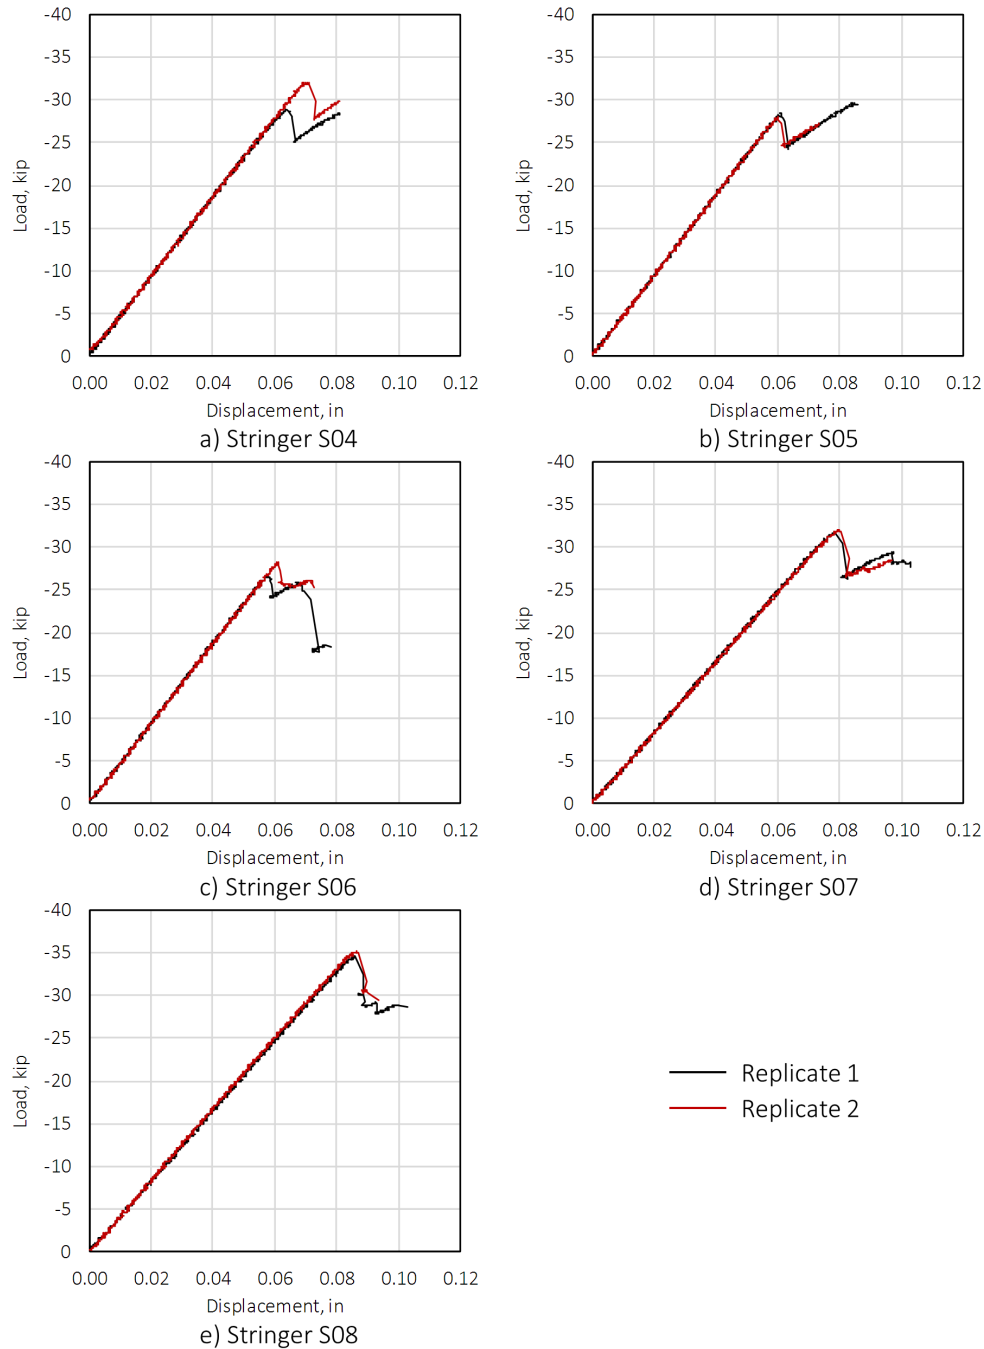 -40
-35
-30
-25
-20
-15
-10
-5
0
Load, kip
0.00 0.02 0.04 0.06 0.08 0.10 0.12
Displacement, in
a) Stringer S04
-40
-35
-30
-25
-20
-15
-10
-5
0
Load, kip
0.00 0.02 0.04 0.06 0.08 0.10 0.12
Displacement, in
b) Stringer S05
-40
-35
-30
-25
-20
-15
-10
-5
0
Load, kip
0.00 0.02 0.04 0.06 0.08 0.10 0.12
Displacement, in
c) Stringer S06
-40
-35
-30
-25
-20
-15
-10
-5
0
Load, kip
0.00 0.02 0.04 0.06 0.08 0.10 0.12
Displacement, in
d) Stringer S07
-40
-35
-30
-25
-20
-15
-10
-5
0
Load, kip
0.00 0.02 0.04 0.06 0.08 0.10 0.12
Displacement, in
e) Stringer S08
Replicate 1
Replicate 2